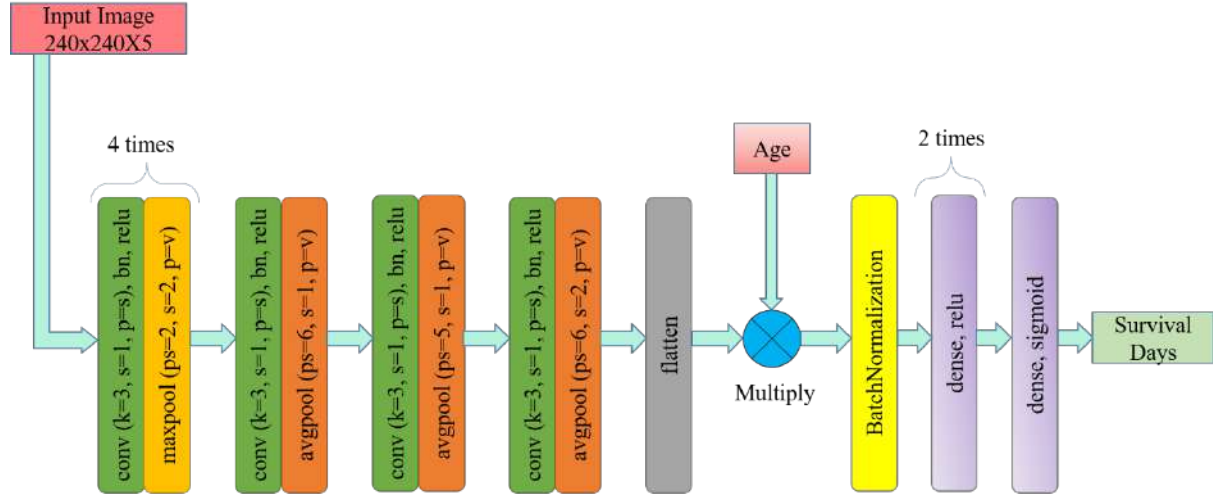 Input Image
240x240X5
4 times
conv (k=3, s=1, p=s), bn, relu
maxpool (ps=2, s=2, p=v)
conv (k=3, s=1, p=s), bn, relu
avgpool (ps=6, s=1, p=v)
conv (k=3, s=1, p=s), bn, relu
avgpool (ps=5, s=1, p=v)
conv (k=3, s=1, p=s), bn, relu
avgpool (ps=6, s=2, p=v)
flatten
Age
Multiply
BatchNormalization
2 times
dense, relu
dense, sigmoid
Survival
Days